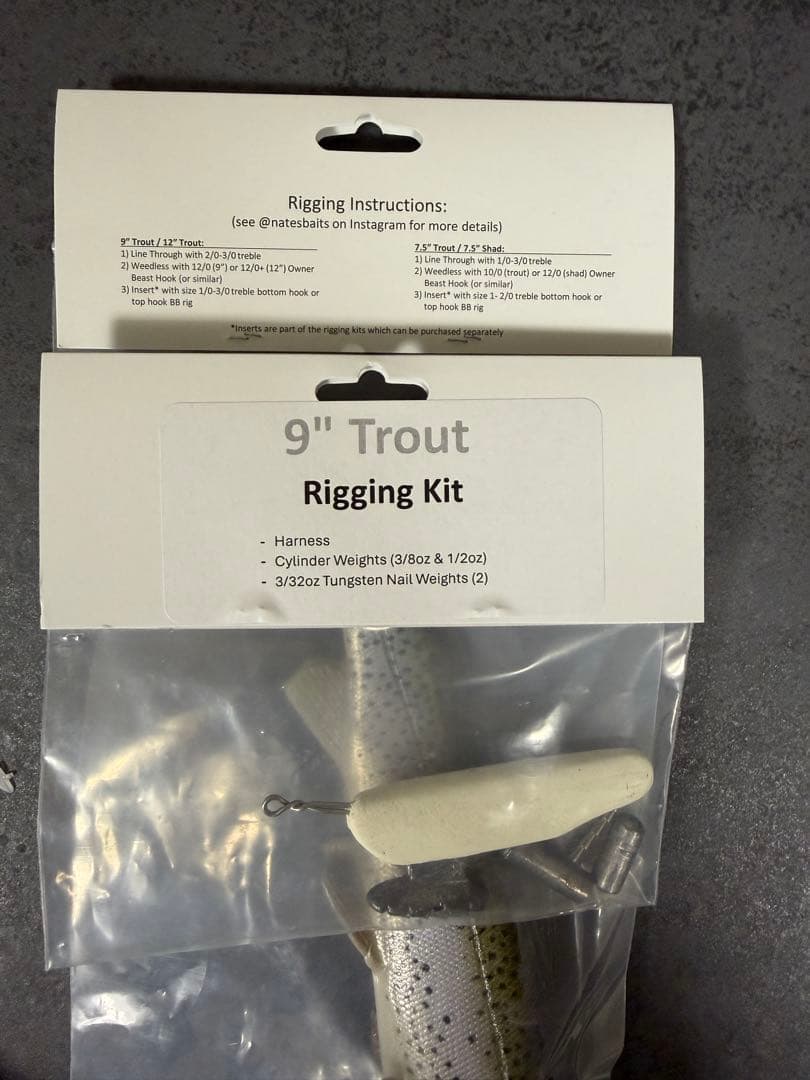 Rigging Instructions:
(see @natesbaits on Instagram for more details)
9" Trout / 12" Trout:
1) Line Through with 2/0-3/0 treble
2) Weedless with 12/0 (9") or 12/0+ (12") Owner
Beast Hook (or similar)
3) Insert* with size 1/0-3/0 treble bottom hook or
top hook BB rig
7.5" Trout / 7.5" Shad:
1) Line Through with 1/0-3/0 treble
2) Weedless with 10/0 (trout) or 12/0 (shad) Owner
Beast Hook (or similar)
3) Insert* with size 1- 2/0 treble bottom hook or
top hook BB rig
*Inserts are part of the rigging kits which can be purchased separately
9" Trout
Rigging Kit
- Harness
- Cylinder Weights (3/8oz & 1/2oz)
- 3/32oz Tungsten Nail Weights (2)